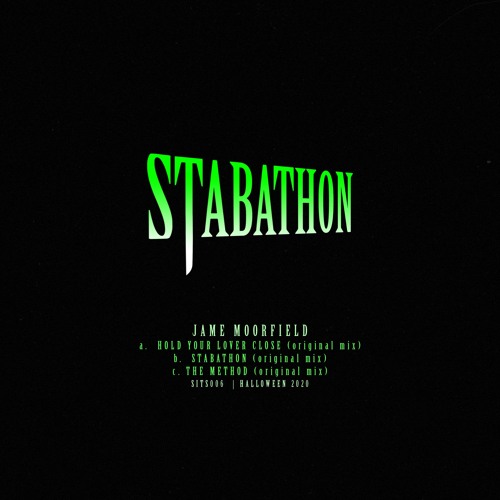 STABATHON
JAME MOORFIELD
a. HOLD YOUR LOVER CLOSE (original mix)
b. STABATHON (original mix)
c. THE METHOD (original mix)
SITS006 | HALLOWEEN 2020